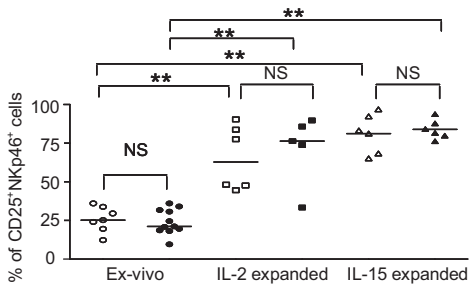 **
**
**
**
NS
NS
NS
% of CD25⁺NKp46⁺ cells
100
75
50
25
0
Ex-vivo
IL-2 expanded
IL-15 expanded